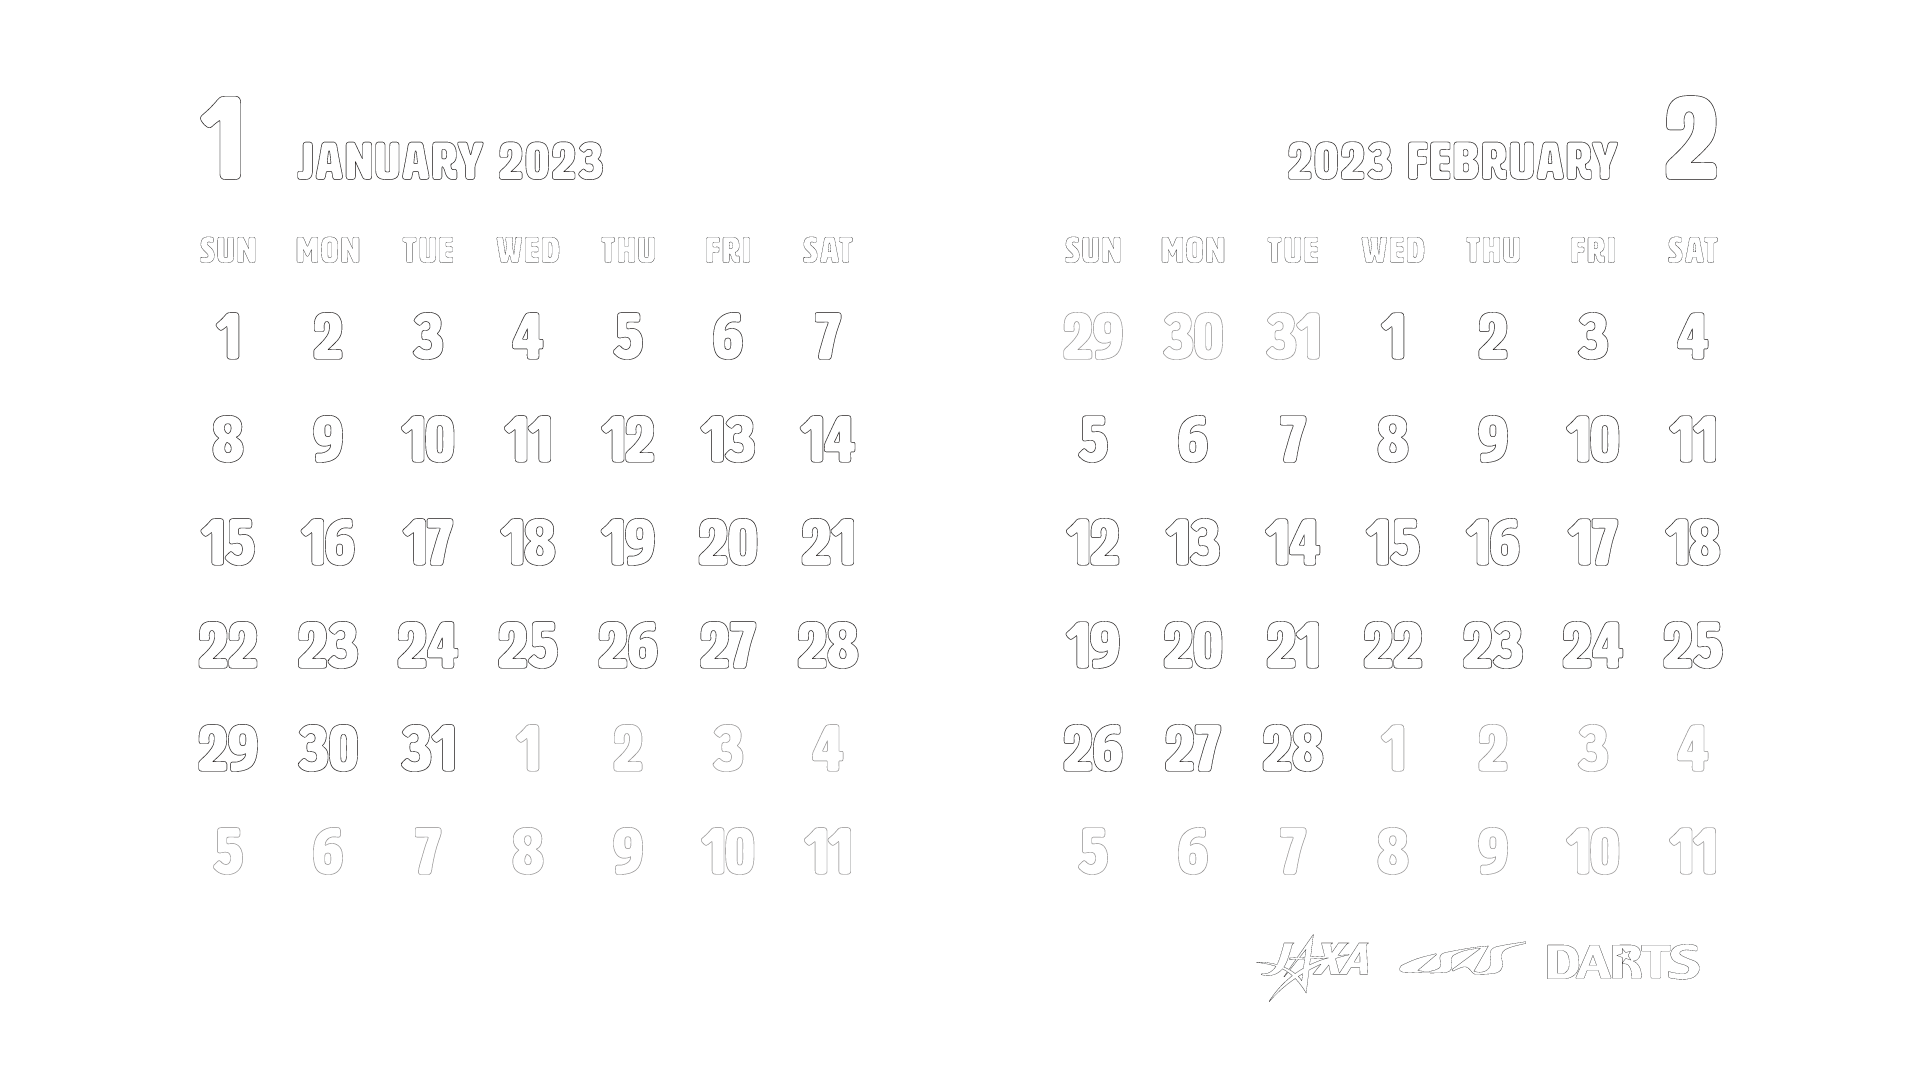 1 JANUARY 2023
SUN MON TUE WED THU FRI SAT
1 2 3 4 5 6 7
8 9 10 11 12 13 14
15 16 17 18 19 20 21
22 23 24 25 26 27 28
29 30 31 1 2 3 4
5 6 7 8 9 10 11
2023 FEBRUARY 2
SUN MON TUE WED THU FRI SAT
29 30 31 1 2 3 4
5 6 7 8 9 10 11
12 13 14 15 16 17 18
19 20 21 22 23 24 25
26 27 28 1 2 3 4
5 6 7 8 9 10 11
JAXA ISAS DARTS